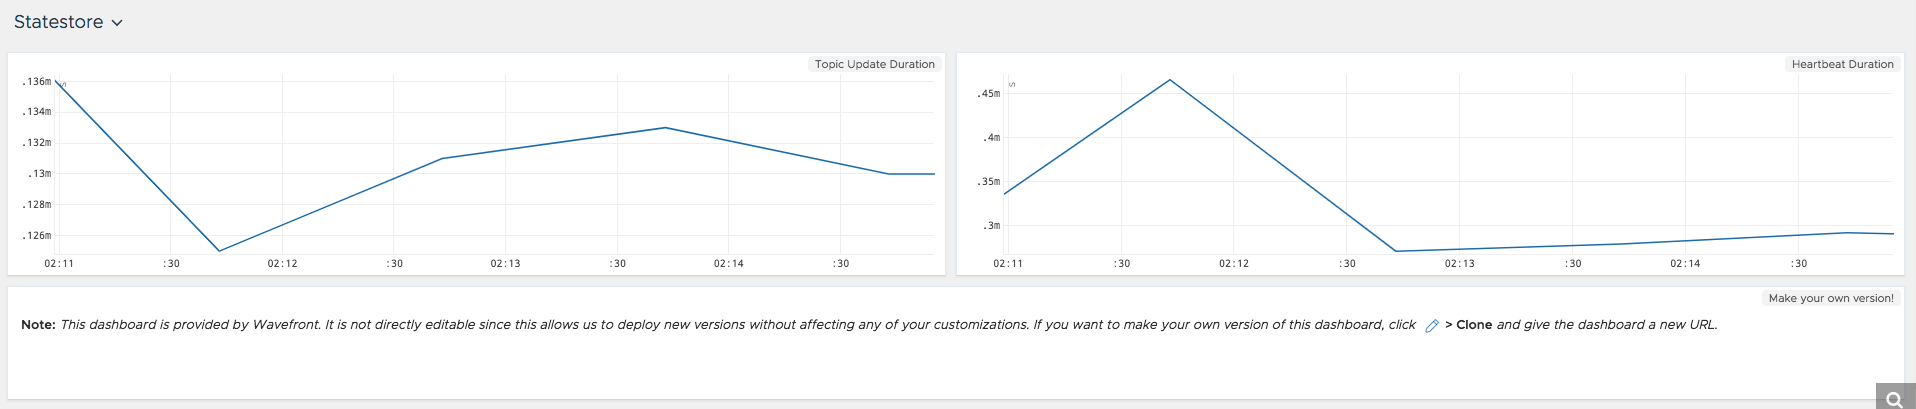 Statestore
Topic Update Duration
.136m
s
.134m
.132m
.13m
.128m
.126m
02:11 :30 02:12 :30 02:13 :30 02:14 :30
Heartbeat Duration
.45m
s
.4m
.35m
.3m
02:11 :30 02:12 :30 02:13 :30 02:14 :30
Make your own version!
Note: This dashboard is provided by Wavefront. It is not directly editable since this allows us to deploy new versions without affecting any of your customizations. If you want to make your own version of this dashboard, click > Clone and give the dashboard a new URL.